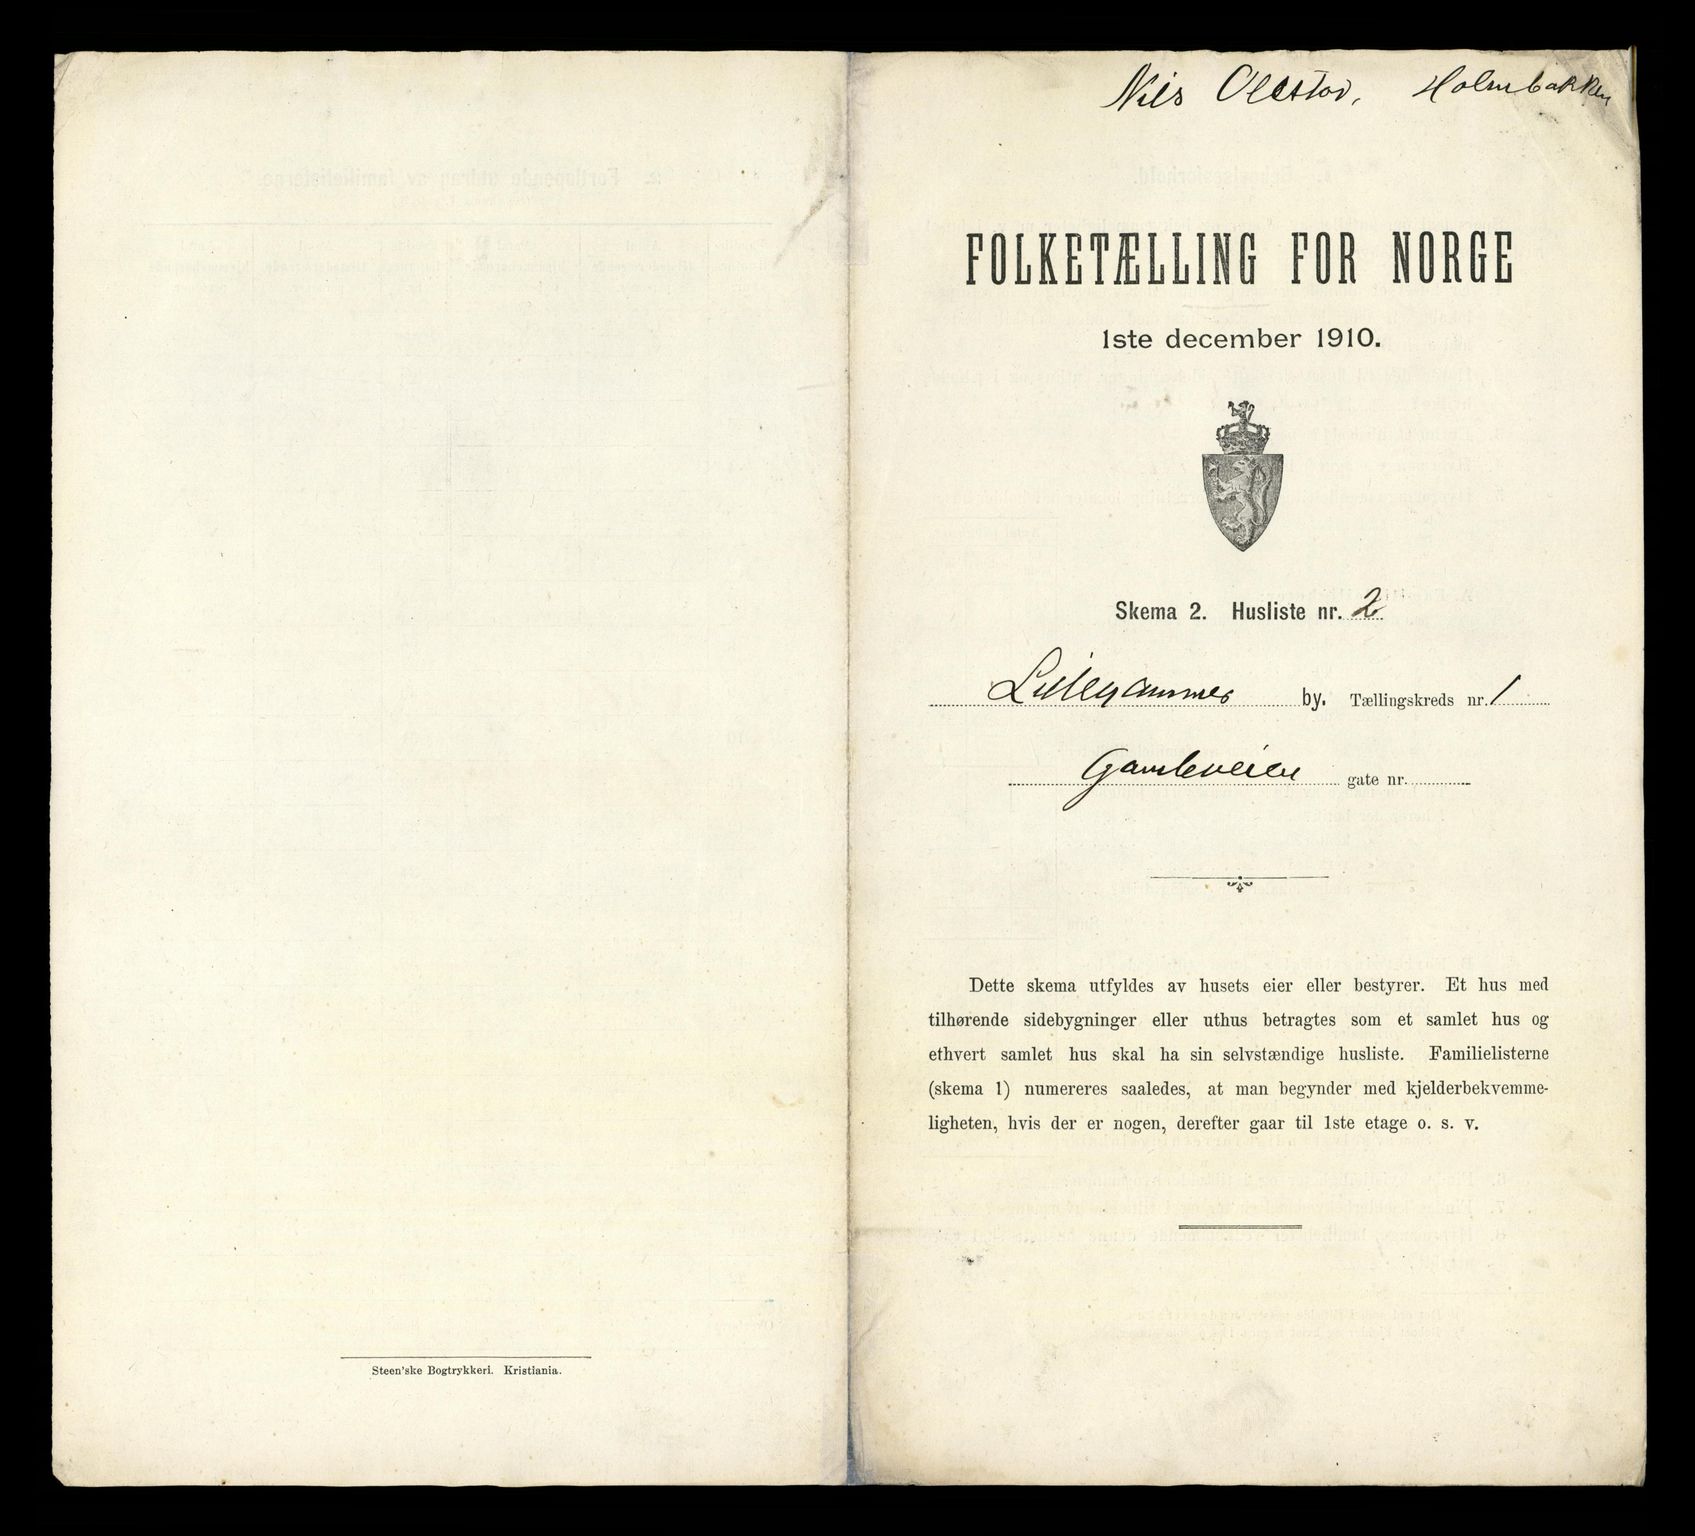 Nils Olestad, Holmbakken
FOLKETÆLLING FOR NORGE
1ste december 1910.
Skema 2. Husliste nr. 2
Lillehammer by. Tællingskreds nr. 1
Gamleveien gate nr.
Dette skema utfyldes av husets eier eller bestyrer. Et hus med
tilhørende sidebygninger eller uthus betragtes som et samlet hus og
ethvert samlet hus skal ha sin selvstændige husliste. Familielisterne
(skema 1) numereres saaledes, at man begynder med kjelderbekvemme-
ligheten, hvis der er nogen, derefter gaar til 1ste etage o. s. v.
Steen'ske Bogtrykkeri. Kristiania.